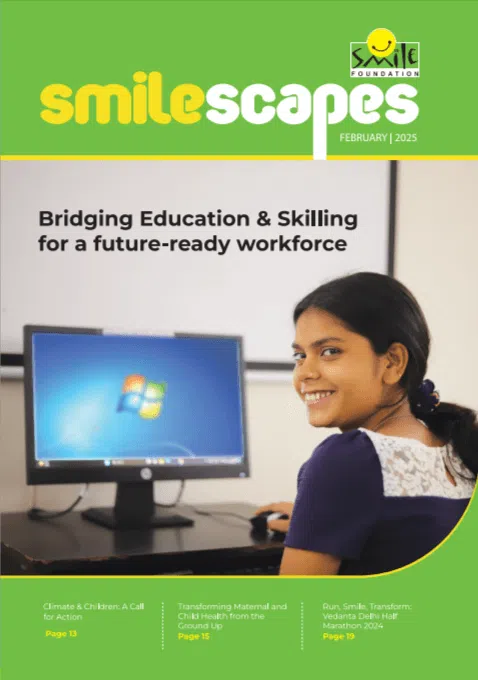 Smile
FOUNDATION
smilescapes
FEBRUARY | 2025
Bridging Education & Skilling
for a future-ready workforce
hp
Climate & Children: A Call
for Action
Page 13
Transforming Maternal and
Child Health from the
Ground Up
Page 15
Run, Smile, Transform:
Vedanta Delhi Half
Marathon 2024
Page 19